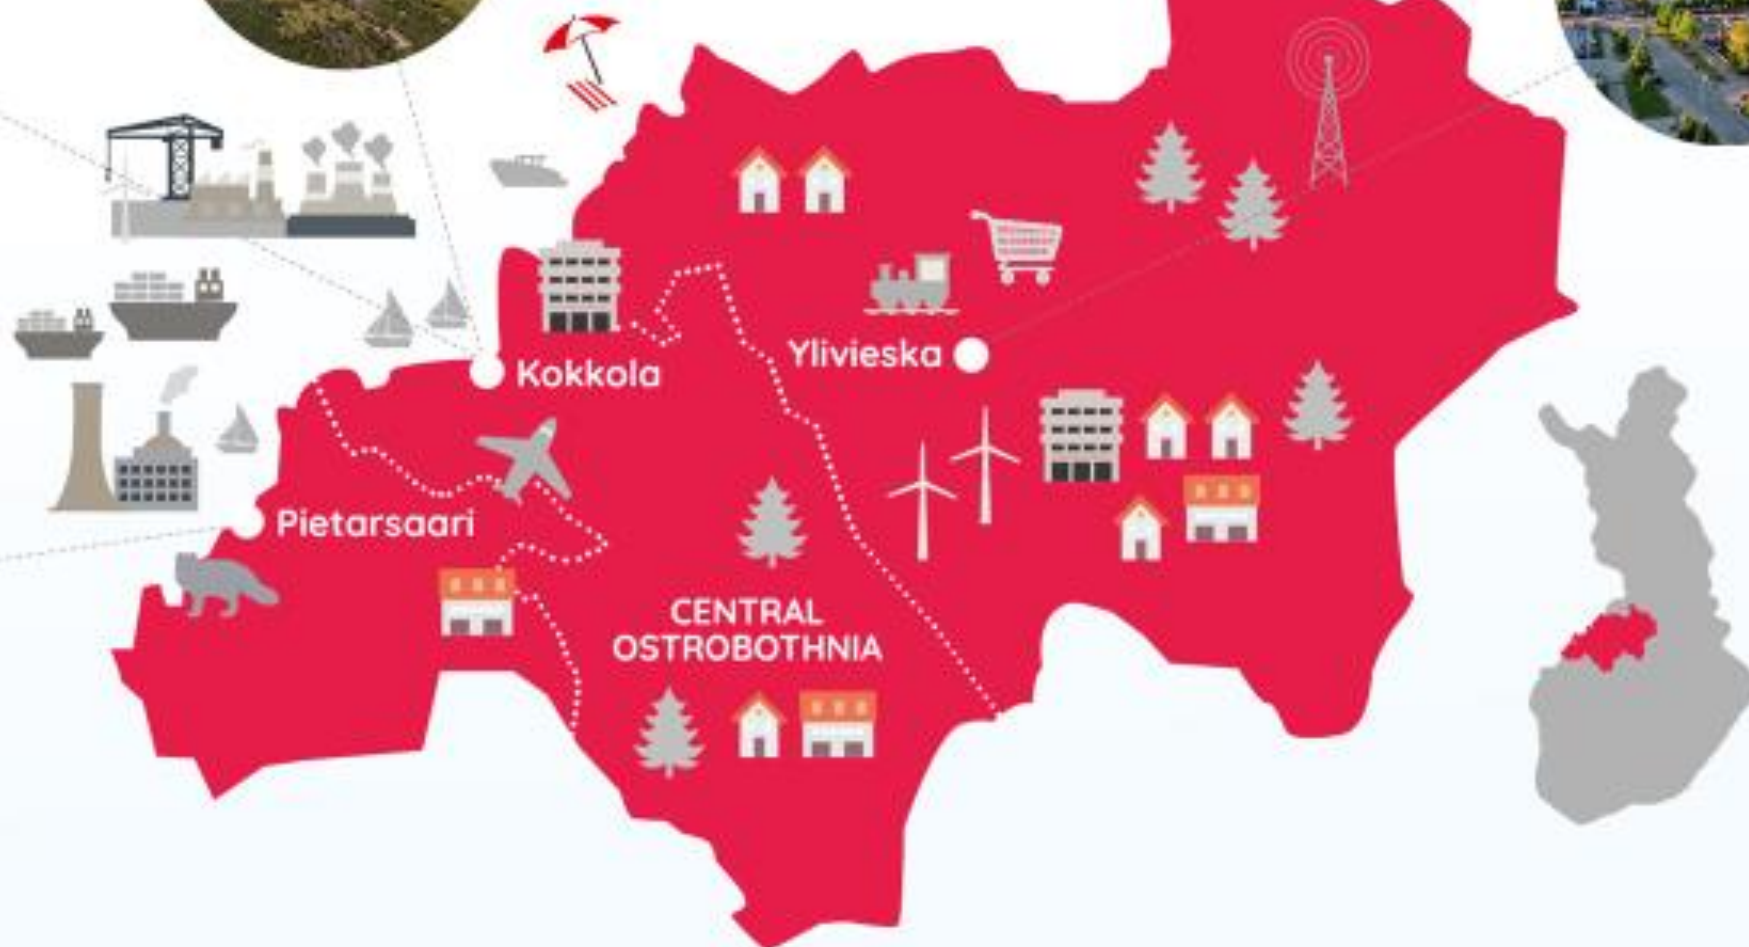 Kokkola
Ylivieska
Pietarsaari
CENTRAL
OSTROBOTHNIA